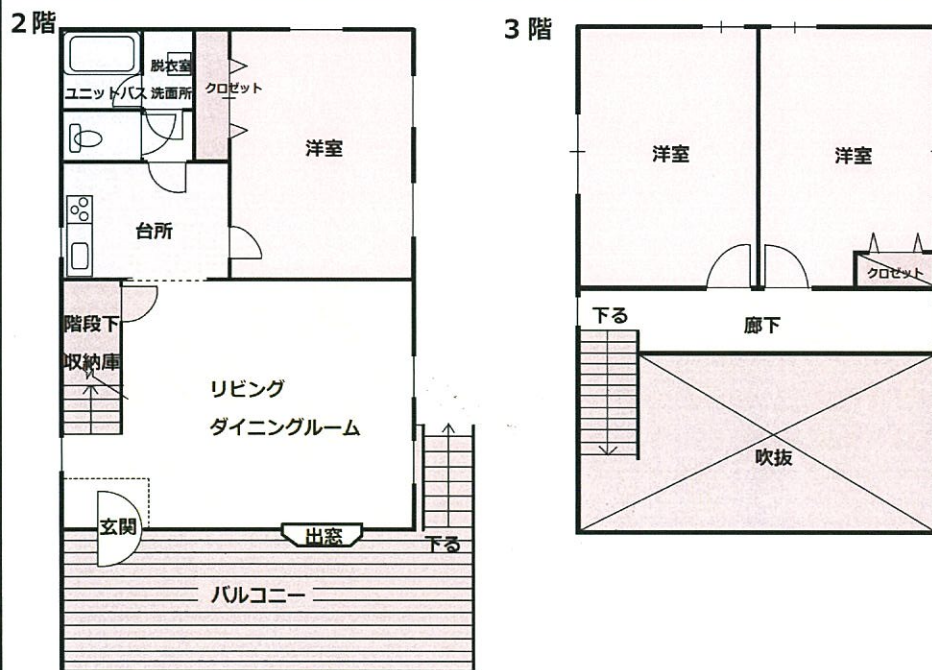 2階
脱衣室
ユニットバス
洗面所
クロゼット
洋室
台所
階段下
収納庫
リビング
ダイニングルーム
玄関
出窓
下る
バルコニー
3階
洋室
洋室
クロゼット
下る
廊下
吹抜